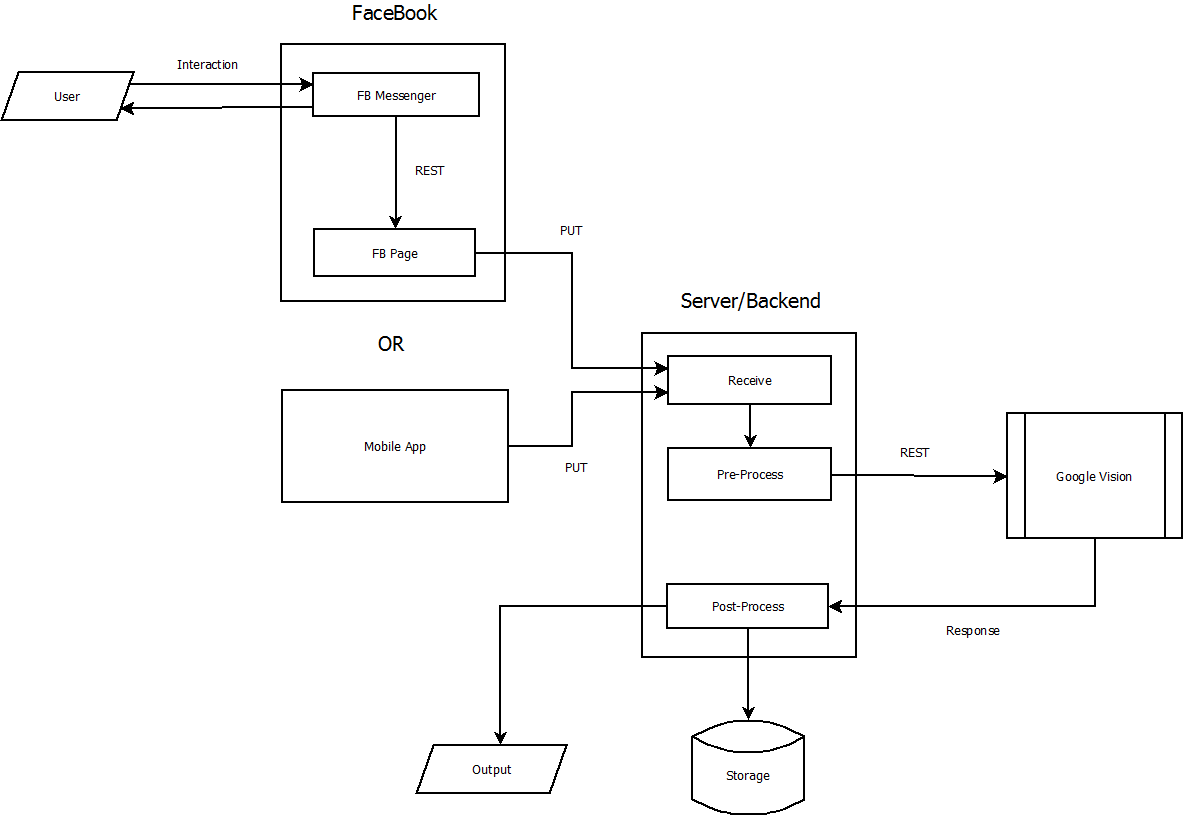 FaceBook
Interaction
User
FB Messenger
REST
PUT
FB Page
Server/Backend
OR
Receive
Mobile App
PUT
REST
Pre-Process
Google Vision
Post-Process
Response
Output
Storage